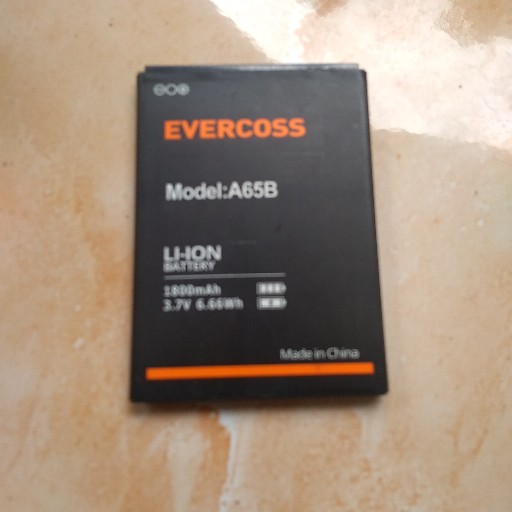 EVERCOSS
Model:A65B
LI-ION
BATTERY
1800mAh
3.7V 6.66Wh
Made in China